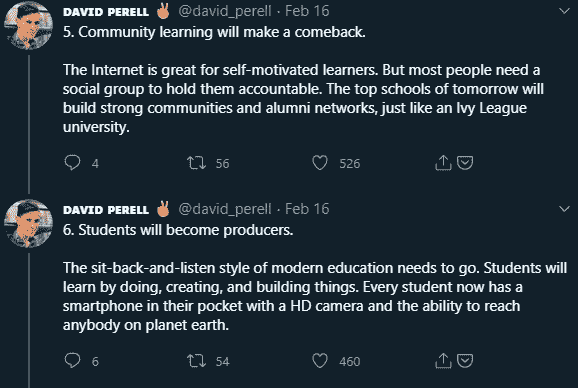 DAVID PERELL ✌ @david_perell · Feb 16
5. Community learning will make a comeback.
The Internet is great for self-motivated learners. But most people need a
social group to hold them accountable. The top schools of tomorrow will
build strong communities and alumni networks, just like an Ivy League
university.
4 56 526
DAVID PERELL ✌ @david_perell · Feb 16
6. Students will become producers.
The sit-back-and-listen style of modern education needs to go. Students will
learn by doing, creating, and building things. Every student now has a
smartphone in their pocket with a HD camera and the ability to reach
anybody on planet earth.
6 54 460